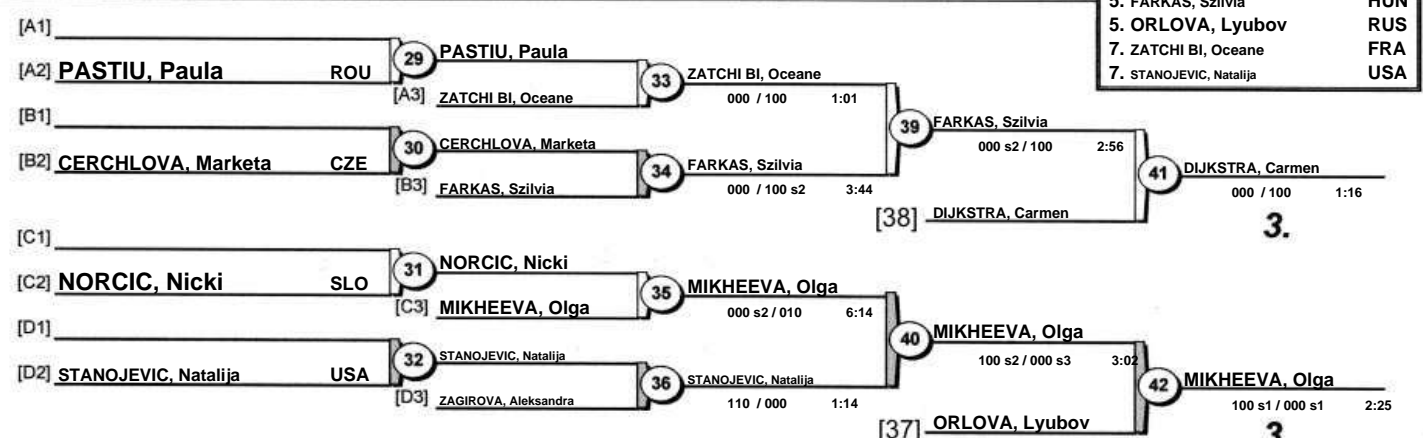 5. FARKAS, Szilvia HUN
5. ORLOVA, Lyubov RUS
7. ZATCHI BI, Oceane FRA
7. STANOJEVIC, Natalija USA
[A1]
[A2] PASTIU, Paula ROU
29 PASTIU, Paula
[A3] ZATCHI BI, Oceane
33 ZATCHI BI, Oceane
000 / 100 1:01
[B1]
[B2] CERCHLOVA, Marketa CZE
30 CERCHLOVA, Marketa
[B3] FARKAS, Szilvia
34 FARKAS, Szilvia
000 / 100 s2 3:44
39 FARKAS, Szilvia
000 s2 / 100 2:56
[38] DIJKSTRA, Carmen
41 DIJKSTRA, Carmen
000 / 100 1:16
3.
[C1]
[C2] NORCIC, Nicki SLO
31 NORCIC, Nicki
[C3] MIKHEEVA, Olga
35 MIKHEEVA, Olga
000 s2 / 010 6:14
[D1]
[D2] STANOJEVIC, Natalija USA
32 STANOJEVIC, Natalija
[D3] ZAGIROVA, Aleksandra
36 STANOJEVIC, Natalija
110 / 000 1:14
40 MIKHEEVA, Olga
100 s2 / 000 s3 3:02
[37] ORLOVA, Lyubov
42 MIKHEEVA, Olga
100 s1 / 000 s1 2:25
3